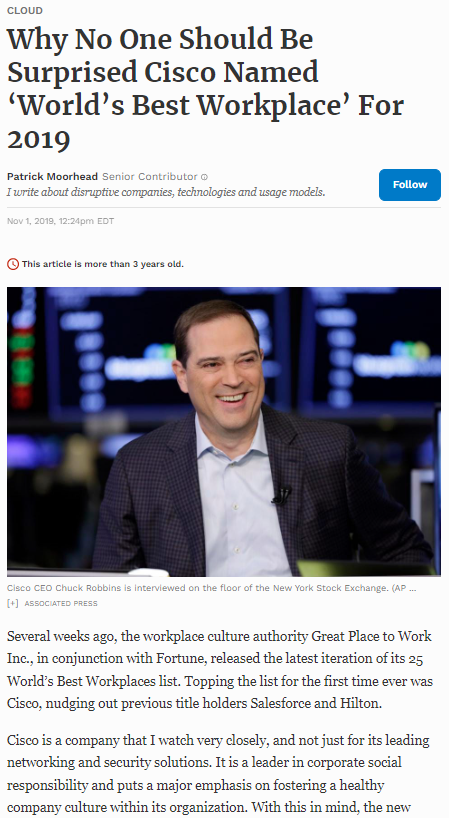 CLOUD
Why No One Should Be
Surprised Cisco Named
‘World’s Best Workplace’ For
2019
Patrick Moorhead Senior Contributor
I write about disruptive companies, technologies and usage models.
Follow
Nov 1, 2019, 12:24pm EDT
This article is more than 3 years old.
Cisco CEO Chuck Robbins is interviewed on the floor of the New York Stock Exchange. (AP ...
[+] ASSOCIATED PRESS
Several weeks ago, the workplace culture authority Great Place to Work
Inc., in conjunction with Fortune, released the latest iteration of its 25
World’s Best Workplaces list. Topping the list for the first time ever was
Cisco, nudging out previous title holders Salesforce and Hilton.
Cisco is a company that I watch very closely, and not just for its leading
networking and security solutions. It is a leader in corporate social
responsibility and puts a major emphasis on fostering a healthy
company culture within its organization. With this in mind, the new